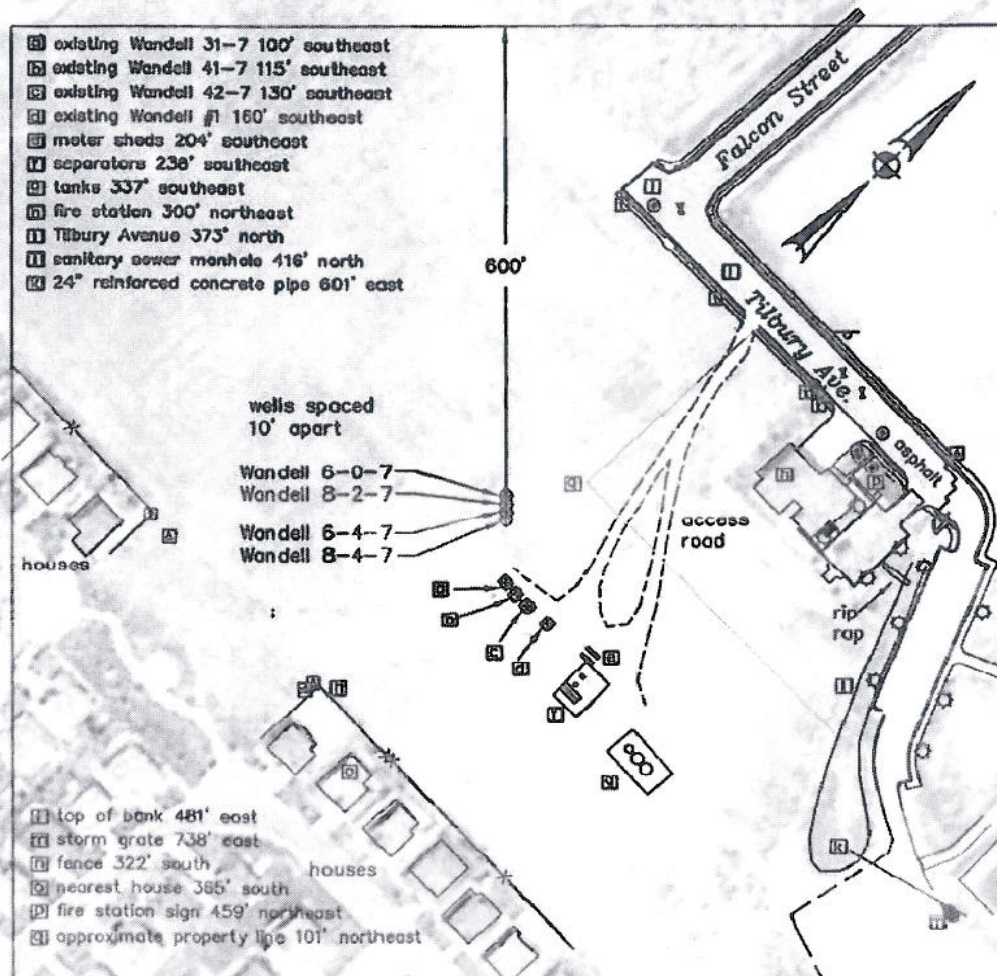 a existing Wandell 31-7 100' southeast
b existing Wandell 41-7 115' southeast
c existing Wandell 42-7 130' southeast
d existing Wandell #1 160' southeast
e meter sheds 204' southeast
f separators 238' southeast
g tanks 337' southeast
h fire station 300' northeast
i Tilbury Avenue 373' north
j sanitary sewer manhole 416' north
k 24" reinforced concrete pipe 601' east
Falcon Street
600'
Tilbury Ave.
asphalt
wells spaced
10' apart
Wandell 6-0-7
Wandell 8-2-7
Wandell 6-4-7
Wandell 8-4-7
access
road
houses
rip
rap
l top of bank 481' east
m storm grate 738' east
n fence 322' south
o nearest house 365' south
p fire station sign 459' northeast
q approximate property line 101' northeast
houses
j
i
h
p
q
a
b
c
d
e
f
g
n
o
l
k
m